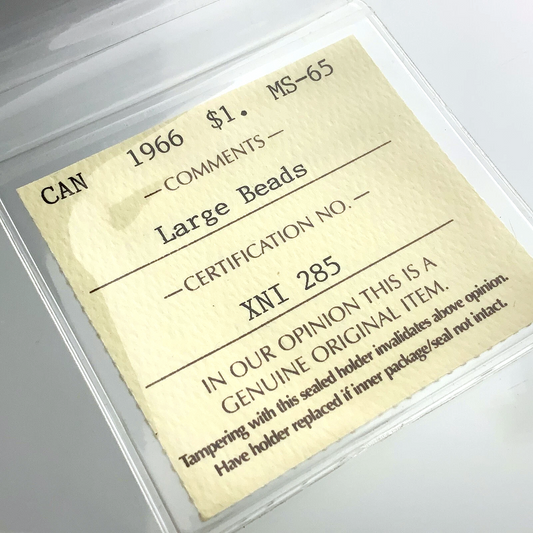 CAN 1966 $1. MS-65
—COMMENTS—
Large Beads
—CERTIFICATION NO.—
XNI 285
IN OUR OPINION THIS IS A
GENUINE ORIGINAL ITEM.
Tampering with this sealed holder invalidates above opinion.
Have holder replaced if inner package/seal not intact.